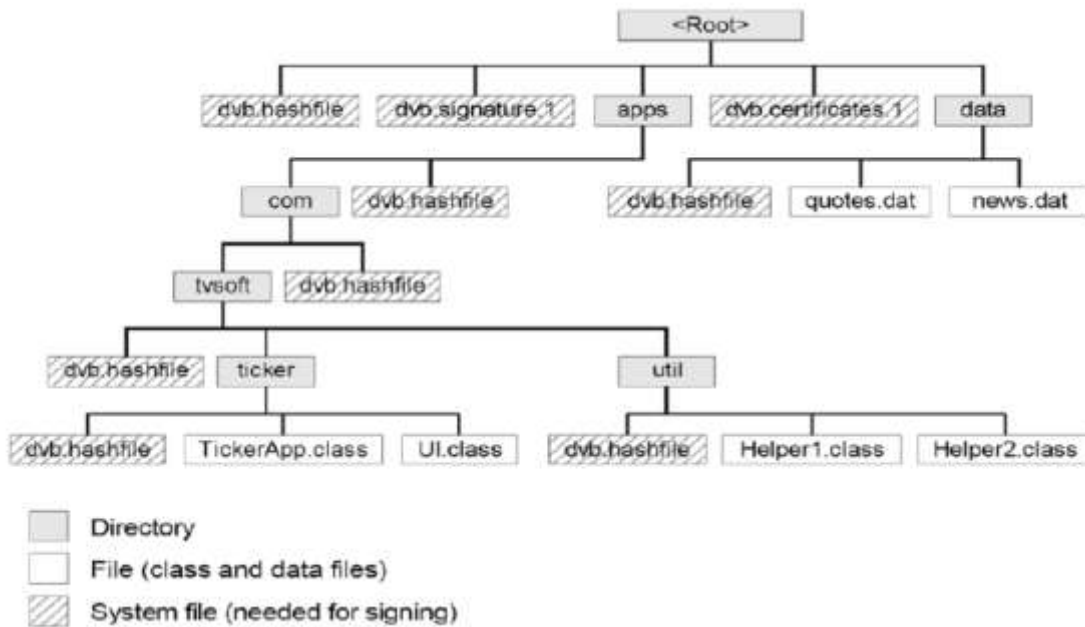 <Root>
dvb.hashfile dvb.signature.1 apps dvb.certificates.1 data
com dvb.hashfile dvb.hashfile quotes.dat news.dat
tvsoft dvb.hashfile
dvb.hashfile ticker util
dvb.hashfile TickerApp.class UI.class dvb.hashfile Helper1.class Helper2.class
Directory
File (class and data files)
System file (needed for signing)